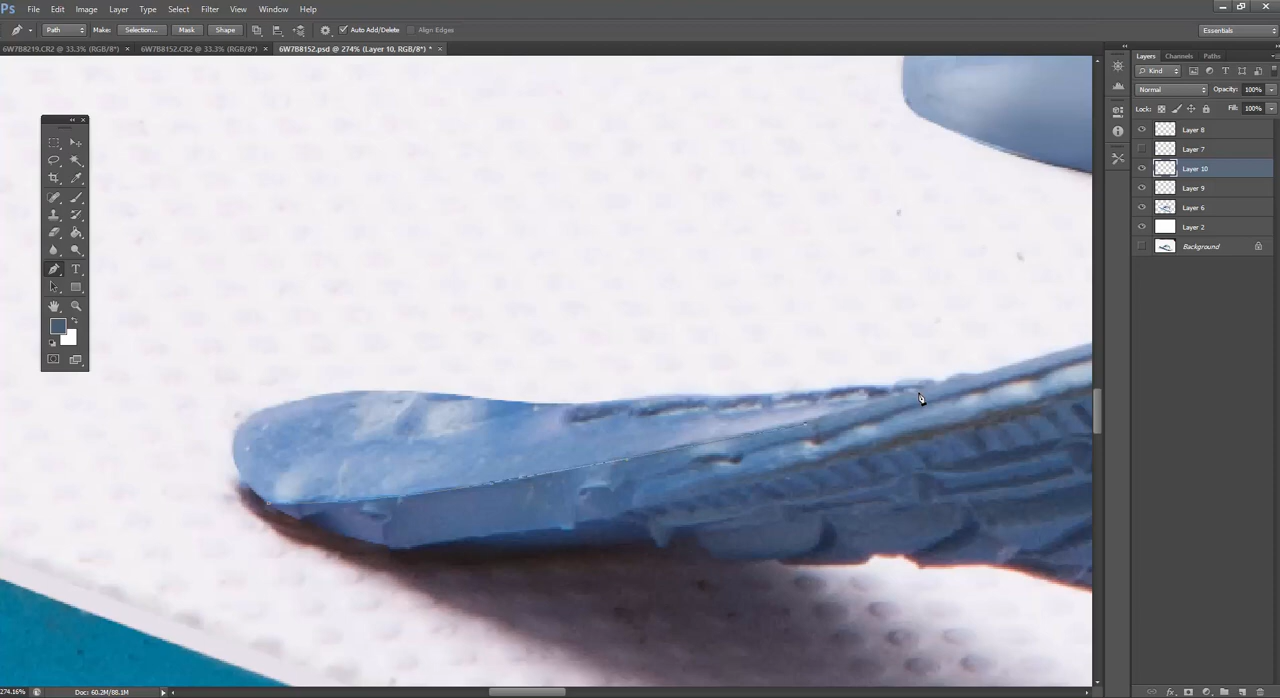 Ps File Edit Image Layer Type Select Filter View Window Help
Path Make: Selection... Mask Shape Auto Add/Delete Align Edges Essentials
6W7B8219.CR2 @ 33.3% (RGB/8*) × 6W7B8152.CR2 @ 33.3% (RGB/8*) × 6W7B8152.psd @ 274% (Layer 10, RGB/8*) * ×
Layers Channels Paths
Kind
Normal Opacity: 100%
Lock: Fill: 100%
Layer 8
Layer 7
Layer 10
Layer 9
Layer 6
Layer 2
Background
T
274.16% Doc: 60.2M/88.1M